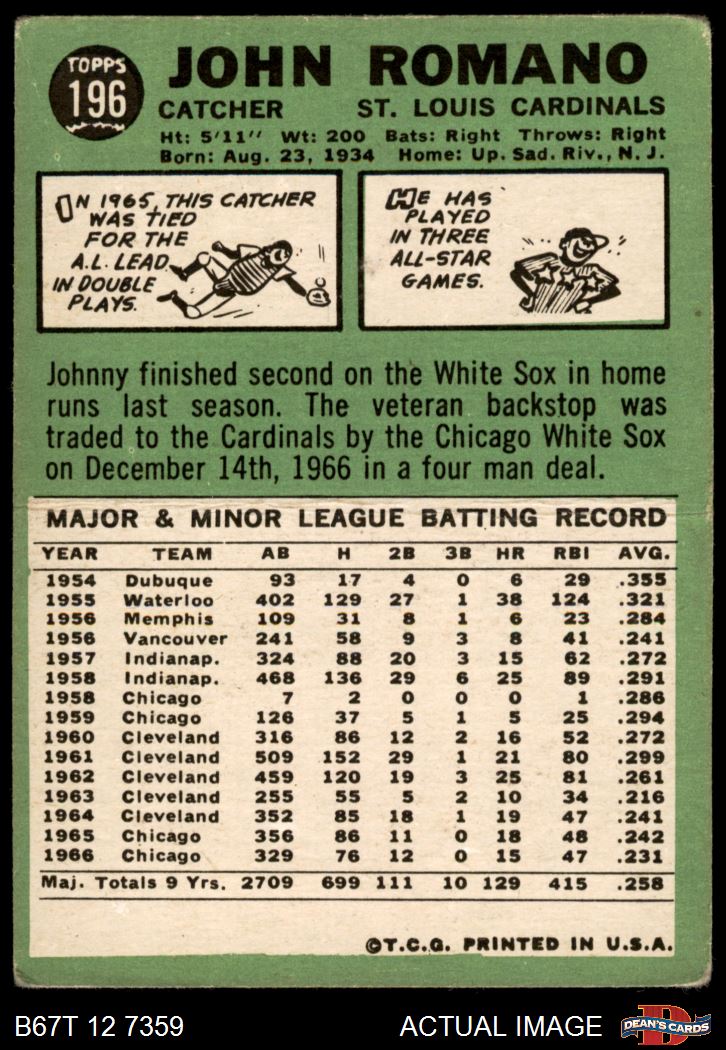 TOPPS
196
JOHN ROMANO
CATCHER ST. LOUIS CARDINALS
Ht: 5'11" Wt: 200 Bats: Right Throws: Right
Born: Aug. 23, 1934 Home: Up. Sad. Riv., N. J.
IN 1965, THIS CATCHER
WAS TIED
FOR THE
A.L. LEAD
IN DOUBLE
PLAYS.
HE HAS
PLAYED
IN THREE
ALL-STAR
GAMES.
Johnny finished second on the White Sox in home
runs last season. The veteran backstop was
traded to the Cardinals by the Chicago White Sox
on December 14th, 1966 in a four man deal.
MAJOR & MINOR LEAGUE BATTING RECORD
YEAR TEAM AB H 2B 3B HR RBI AVG.
1954 Dubuque 93 17 4 0 6 29 .355
1955 Waterloo 402 129 27 1 38 124 .321
1956 Memphis 109 31 8 1 6 23 .284
1956 Vancouver 241 58 9 3 8 41 .241
1957 Indianap. 324 88 20 3 15 62 .272
1958 Indianap. 468 136 29 6 25 89 .291
1958 Chicago 7 2 0 0 0 1 .286
1959 Chicago 126 37 5 1 5 25 .294
1960 Cleveland 316 86 12 2 16 52 .272
1961 Cleveland 509 152 29 1 21 80 .299
1962 Cleveland 459 120 19 3 25 81 .261
1963 Cleveland 255 55 5 2 10 34 .216
1964 Cleveland 352 85 18 1 19 47 .241
1965 Chicago 356 86 11 0 18 48 .242
1966 Chicago 329 76 12 0 15 47 .231
Maj. Totals 9 Yrs. 2709 699 111 10 129 415 .258
©T.C.G. PRINTED IN U.S.A.
B67T 12 7359 ACTUAL IMAGE
D
DEAN'S CARDS